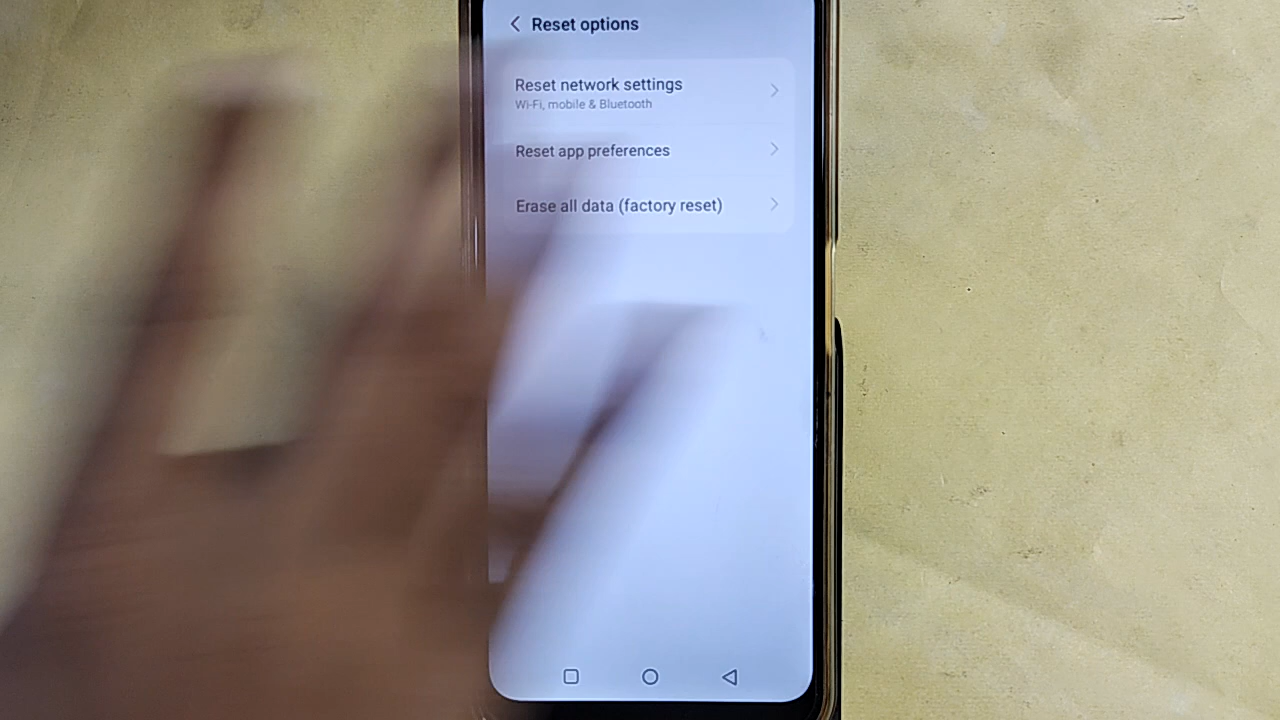 Reset options
Reset network settings
Wi-Fi, mobile & Bluetooth
Reset app preferences
Erase all data (factory reset)